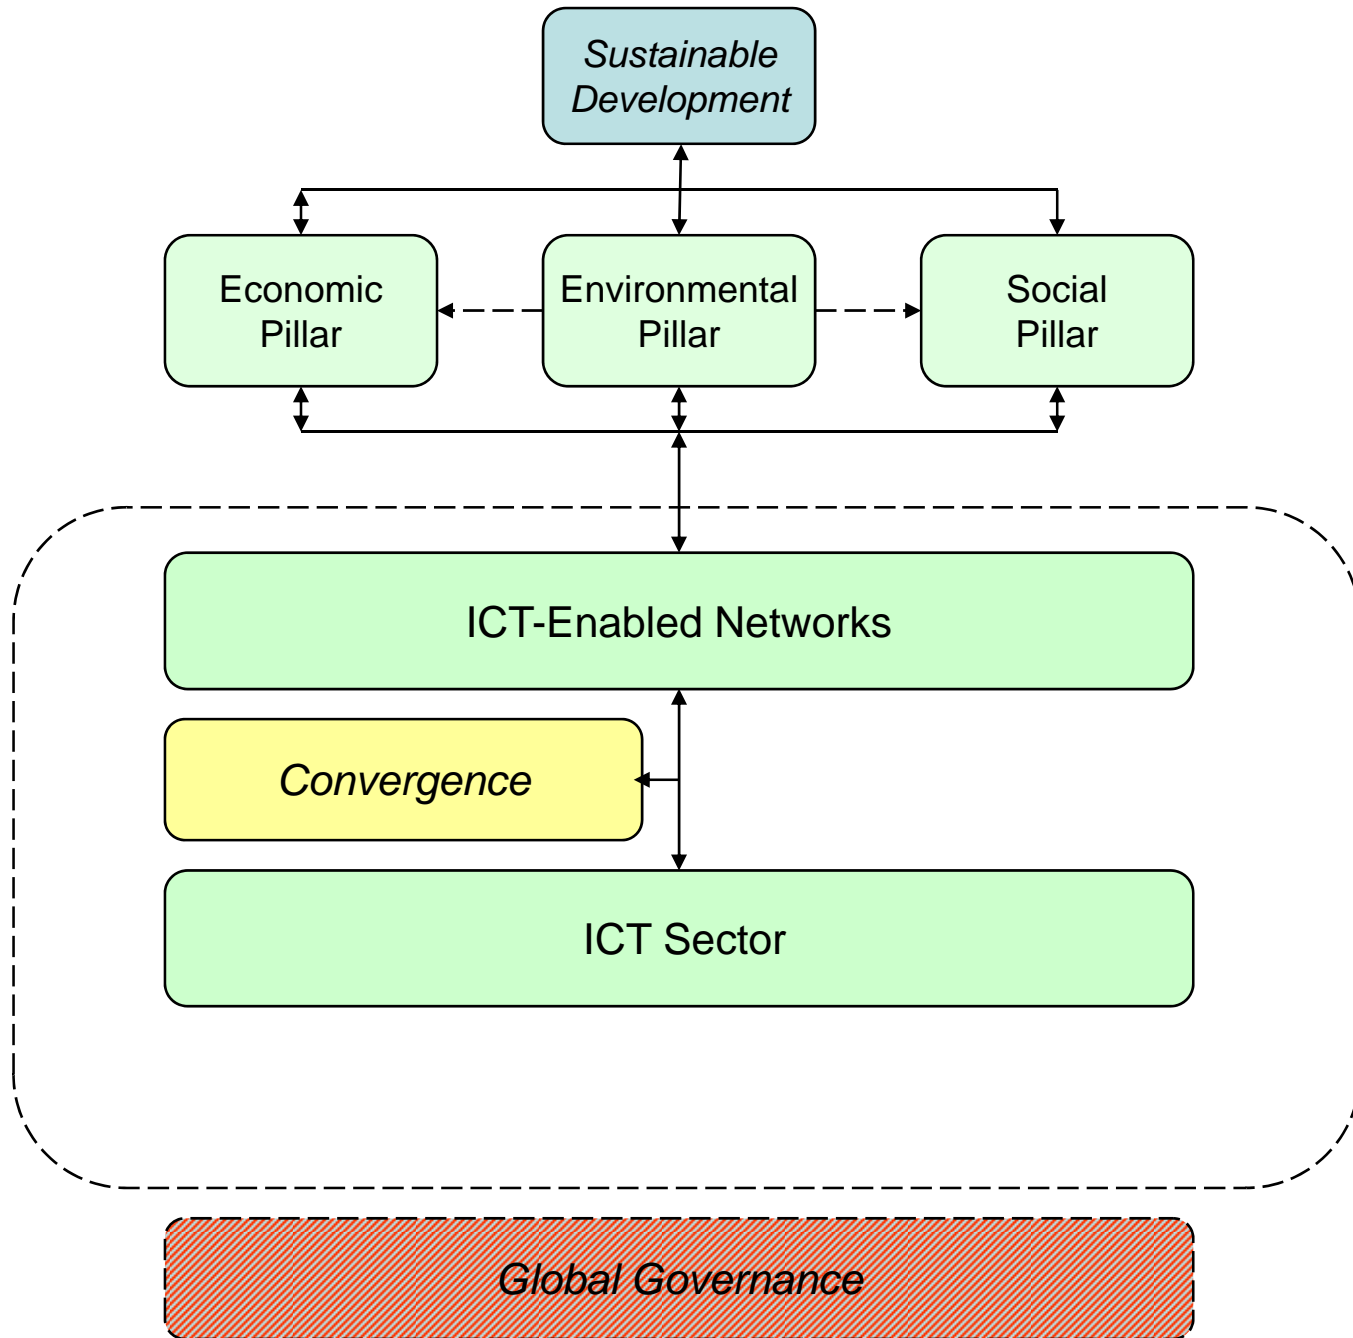 Sustainable
Development
Economic
Pillar
Environmental
Pillar
Social
Pillar
ICT-Enabled Networks
Convergence
ICT Sector
Global Governance